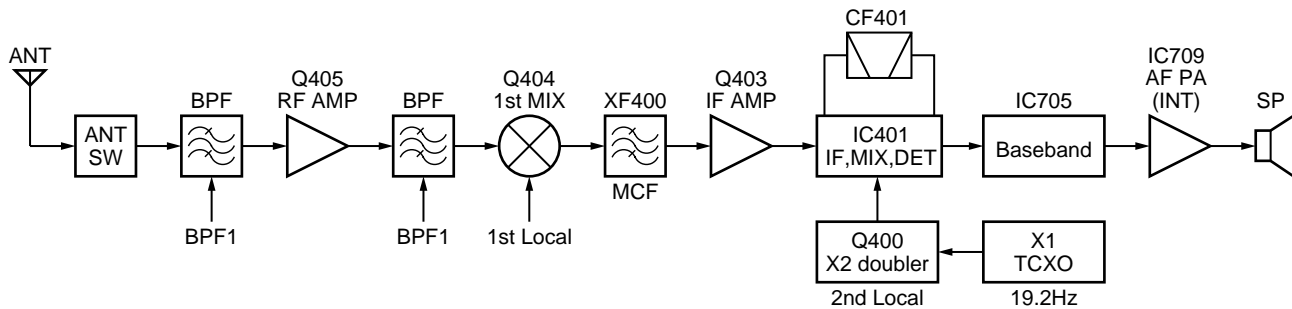 ANT
ANT
SW
BPF
BPF1
Q405
RF AMP
BPF
BPF1
Q404
1st MIX
1st Local
XF400
MCF
Q403
IF AMP
CF401
IC401
IF,MIX,DET
IC705
Baseband
IC709
AF PA
(INT)
SP
Q400
X2 doubler
2nd Local
X1
TCXO
19.2Hz